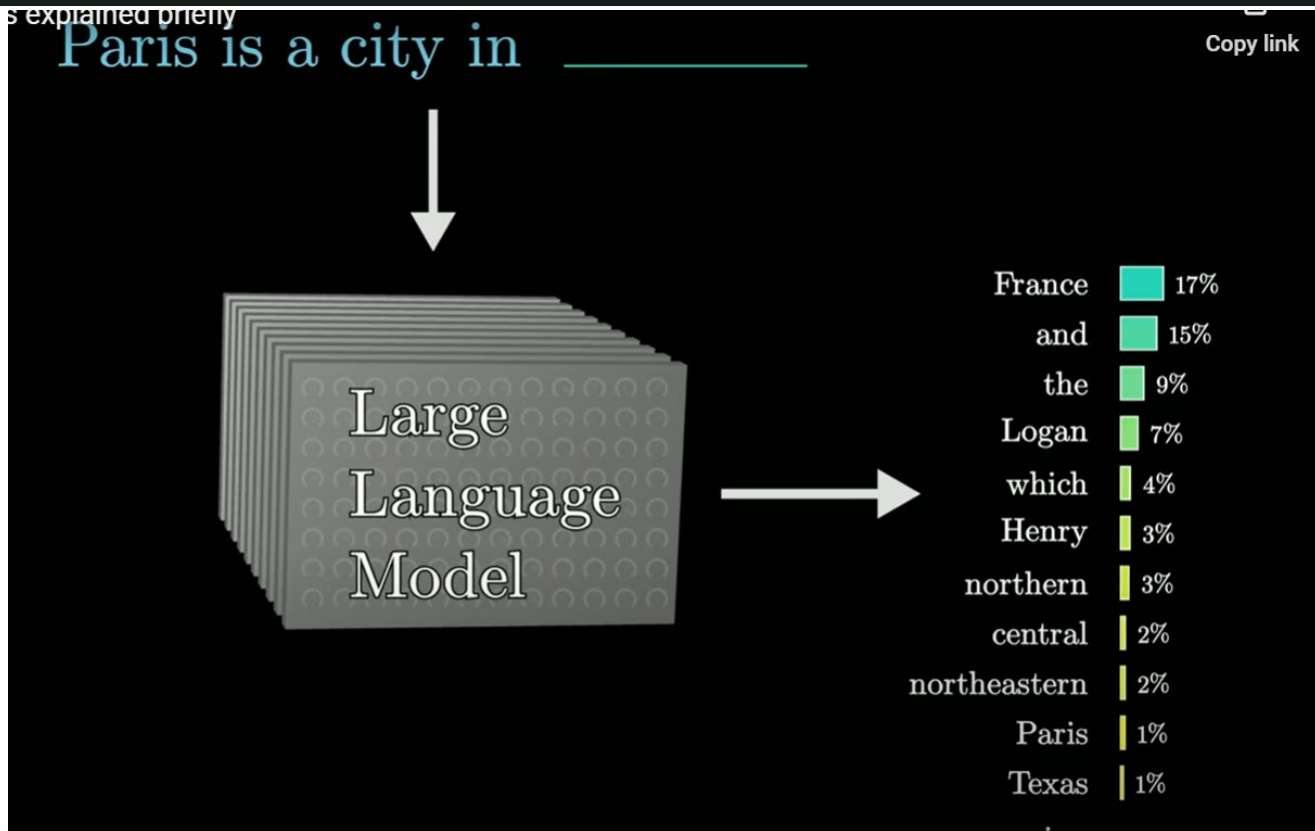 s explained briefly
Copy link
Paris is a city in
Large
Language
Model
France 17%
and 15%
the 9%
Logan 7%
which 4%
Henry 3%
northern 3%
central 2%
northeastern 2%
Paris 1%
Texas 1%